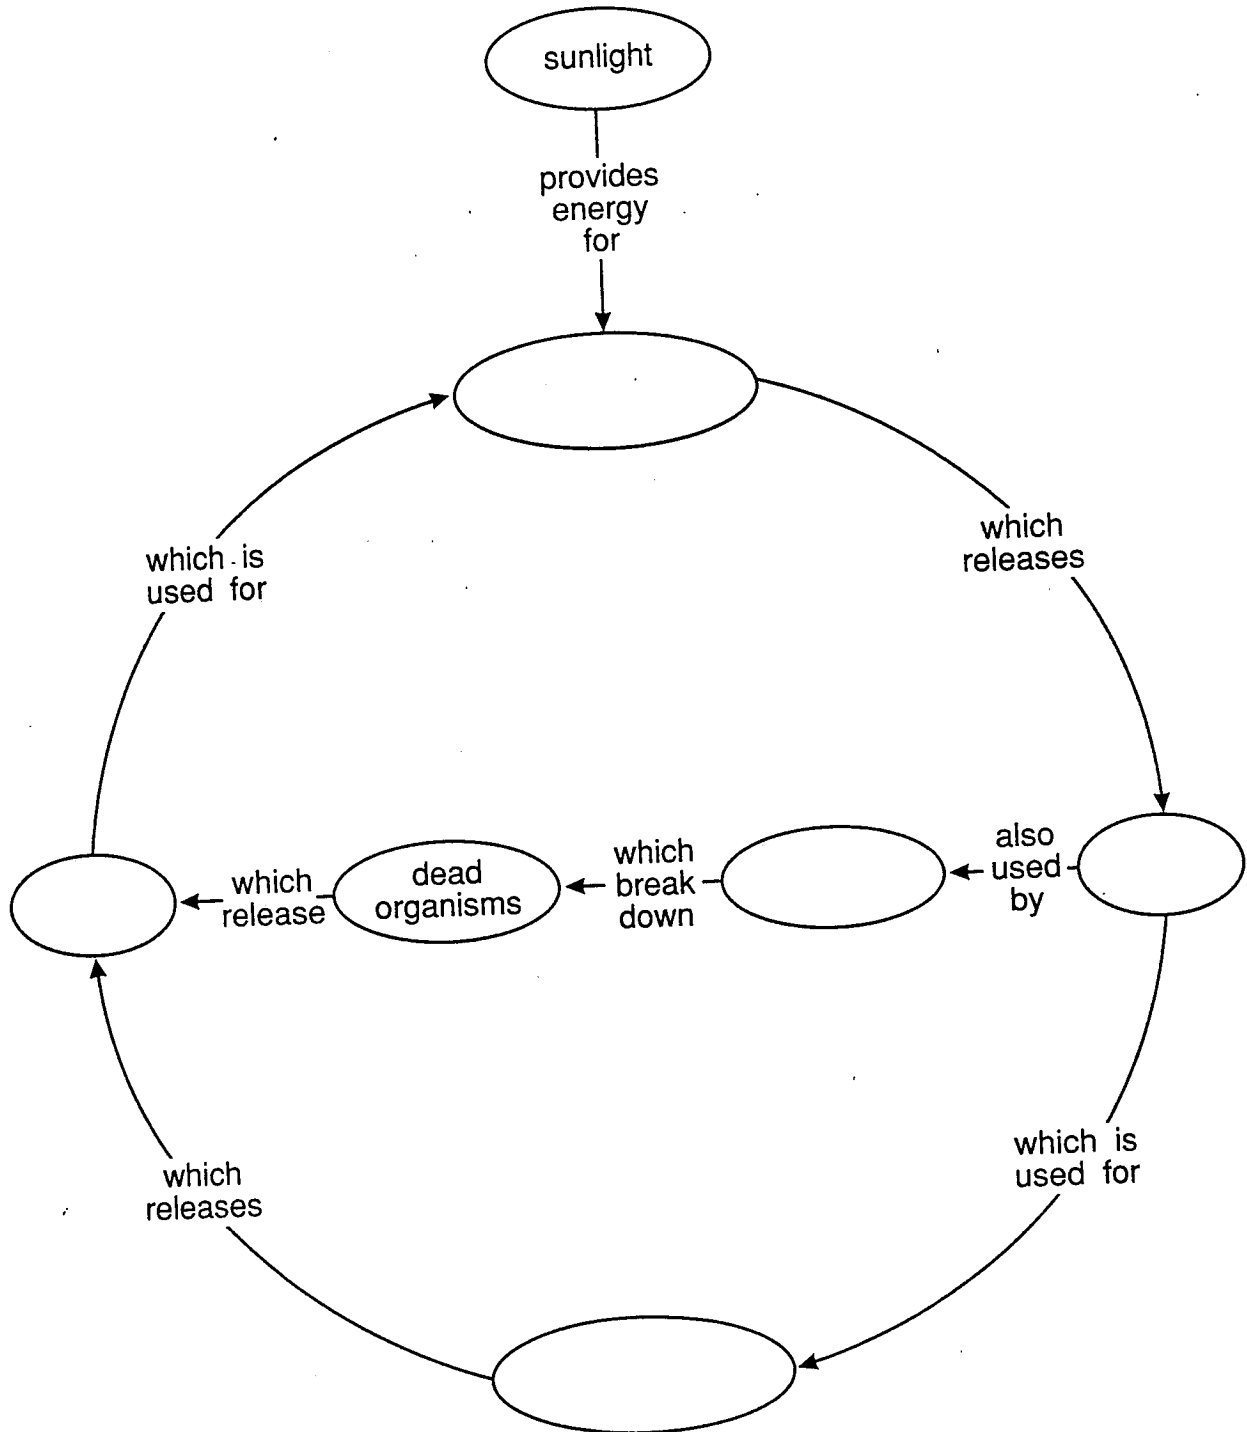 sunlight
provides
energy
for
which
releases
which is
used for
also
used
by
which
break
down
dead
organisms
which
release
which is
used for
which
releases